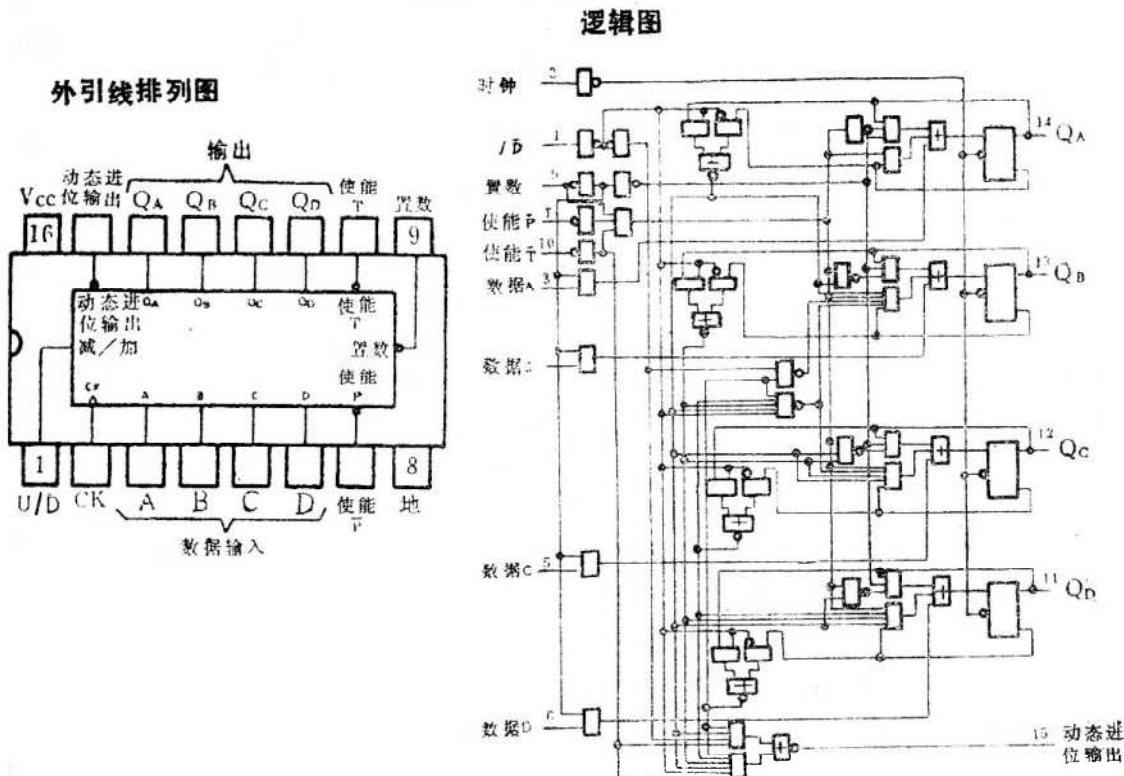 逻辑图
外引线排列图
输出
Vcc 动态进位输出 QA QB QC QD 使能T 置数
16 9
动态进位输出 QA QB QC QD 使能T
减/加 置数
使能P
CK A B C D
1 8
U/D CK A B C D 使能P̅ 地
数据输入
时钟 2
1
置数 9
使能P̅ 7
使能T̅ 10
数据A 3
数据
数据C 5
数据D 6
14 QA
13 QB
12 QC
11 QD
15 动态进
位输出